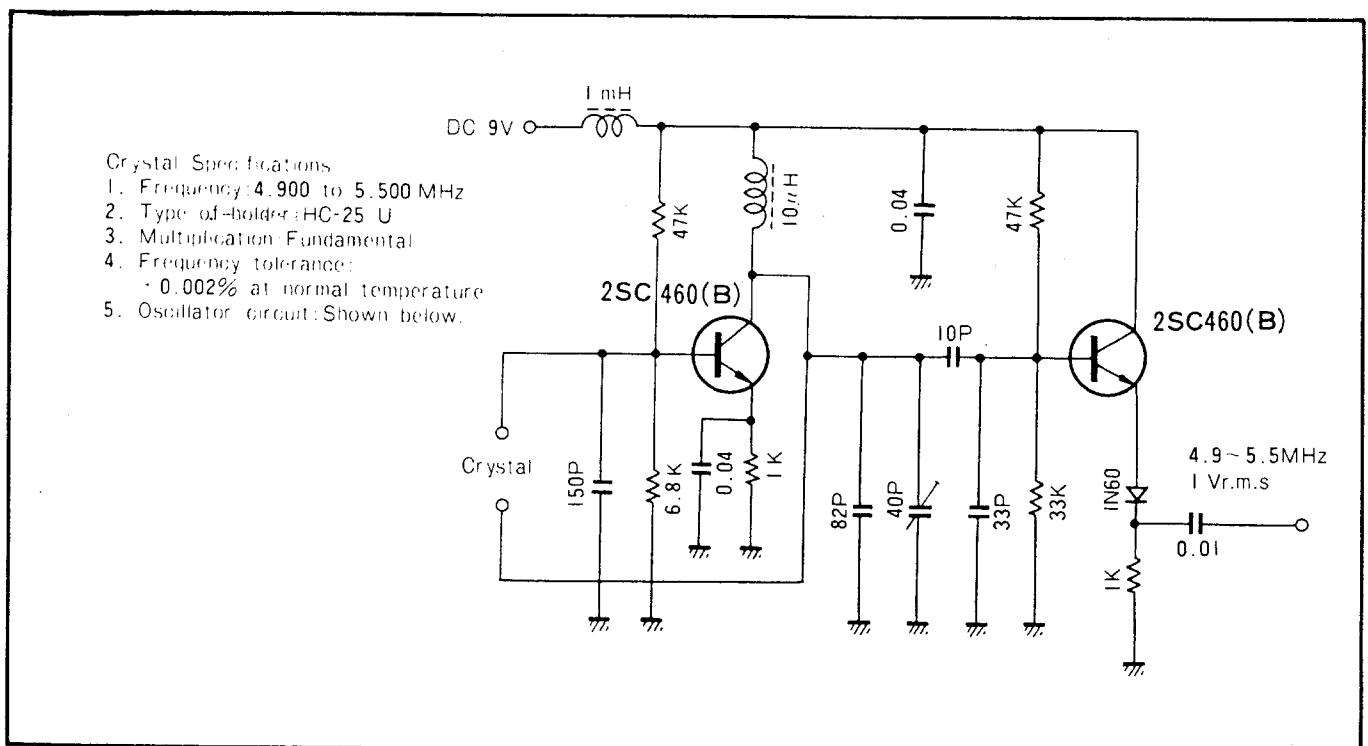 1 mH
DC 9V
Crystal Specifications
1. Frequency: 4.900 to 5.500 MHz
2. Type of-holder: HC-25 U
3. Multiplication: Fundamental
4. Frequency tolerance:
· 0.002% at normal temperature
5. Oscillator circuit: Shown below.
47K
10μH
0.04
47K
2SC460(B)
2SC460(B)
10P
Crystal
150P
6.8K
0.04
1K
82P
40P
33P
33K
1N60
4.9~5.5MHz
1 Vr.m.s
0.01
1K